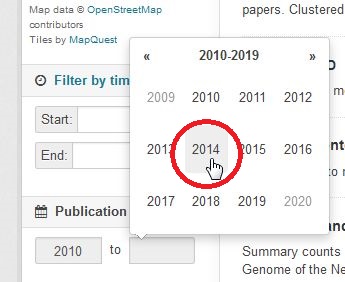 Map data © OpenStreetMap
contributors
Tiles by MapQuest
papers. Clustered
« 2010-2019 »
Filter by tim
2009 2010 2011 2012
Start:
End:
2013 2014 2015 2016
2017 2018 2019 2020
Publication
2010 to
Summary counts
Genome of the Ne